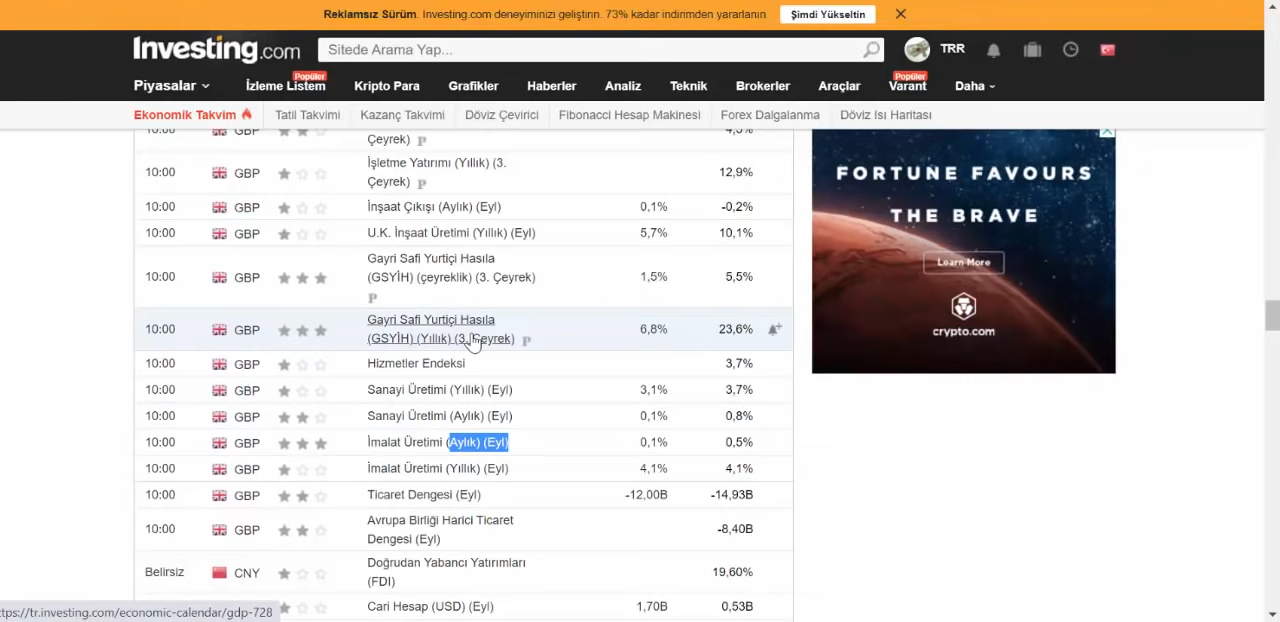 Reklamsız Sürüm. Investing.com deneyiminizi geliştirin. 73% kadar indirimden yararlanın Şimdi Yükseltin
Investing.com Sitede Arama Yap... TRR
Popüler Popüler
Piyasalar İzleme Listem Kripto Para Grafikler Haberler Analiz Teknik Brokerler Araçlar Varant Daha
Ekonomik Takvim Tatil Takvimi Kazanç Takvimi Döviz Çevirici Fibonacci Hesap Makinesi Forex Dalgalanma Döviz Isı Haritası
10:00 GBP 4,5%
Çeyrek) P
10:00 GBP İşletme Yatırımı (Yıllık) (3. 12,9%
Çeyrek) P
10:00 GBP İnşaat Çıkışı (Aylık) (Eyl) 0,1% -0,2%
10:00 GBP U.K. İnşaat Üretimi (Yıllık) (Eyl) 5,7% 10,1%
10:00 GBP Gayri Safi Yurtiçi Hasıla
(GSYİH) (çeyreklik) (3. Çeyrek) 1,5% 5,5%
P
10:00 GBP Gayri Safi Yurtiçi Hasıla 6,8% 23,6%
(GSYİH) (Yıllık) (3. Çeyrek) P
10:00 GBP Hizmetler Endeksi 3,7%
10:00 GBP Sanayi Üretimi (Yıllık) (Eyl) 3,1% 3,7%
10:00 GBP Sanayi Üretimi (Aylık) (Eyl) 0,1% 0,8%
10:00 GBP İmalat Üretimi (Aylık) (Eyl) 0,1% 0,5%
10:00 GBP İmalat Üretimi (Yıllık) (Eyl) 4,1% 4,1%
10:00 GBP Ticaret Dengesi (Eyl) -12,00B -14,93B
10:00 GBP Avrupa Birliği Harici Ticaret -8,40B
Dengesi (Eyl)
Belirsiz CNY Doğrudan Yabancı Yatırımları 19,60%
(FDI)
Cari Hesap (USD) (Eyl) 1,70B 0,53B
ttps://tr.investing.com/economic-calendar/gdp-728
FORTUNE FAVOURS
THE BRAVE
Learn More
crypto.com